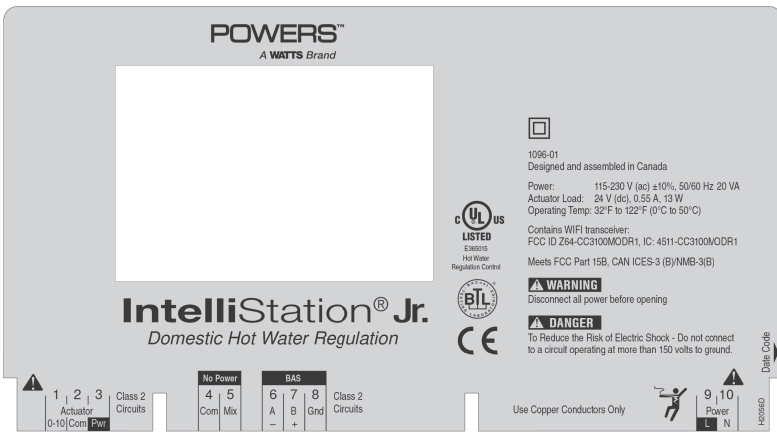 POWERS™
A WATTS Brand
IntelliStation® Jr.
Domestic Hot Water Regulation
C UL US
LISTED
E365015
Hot Water
Regulation Control
BTL
CE
1096-01
Designed and assembled in Canada
Power: 115-230 V (ac) ±10%, 50/60 Hz 20 VA
Actuator Load: 24 V (dc), 0.55 A, 13 W
Operating Temp: 32°F to 122°F (0°C to 50°C)
Contains WIFI transceiver:
FCC ID Z64-CC3100MODR1, IC: 4511-CC3100MODR1
Meets FCC Part 15B, CAN ICES-3 (B)/NMB-3(B)
WARNING
Disconnect all power before opening
DANGER
To Reduce the Risk of Electric Shock - Do not connect
to a circuit operating at more than 150 volts to ground.
Date Code
H2056D
1 2 3 Class 2
Actuator Circuits
0-10 Com Pwr
No Power
4 5
Com Mix
BAS
6 7 8 Class 2
A B Gnd Circuits
– +
Use Copper Conductors Only
9 10
Power
L N